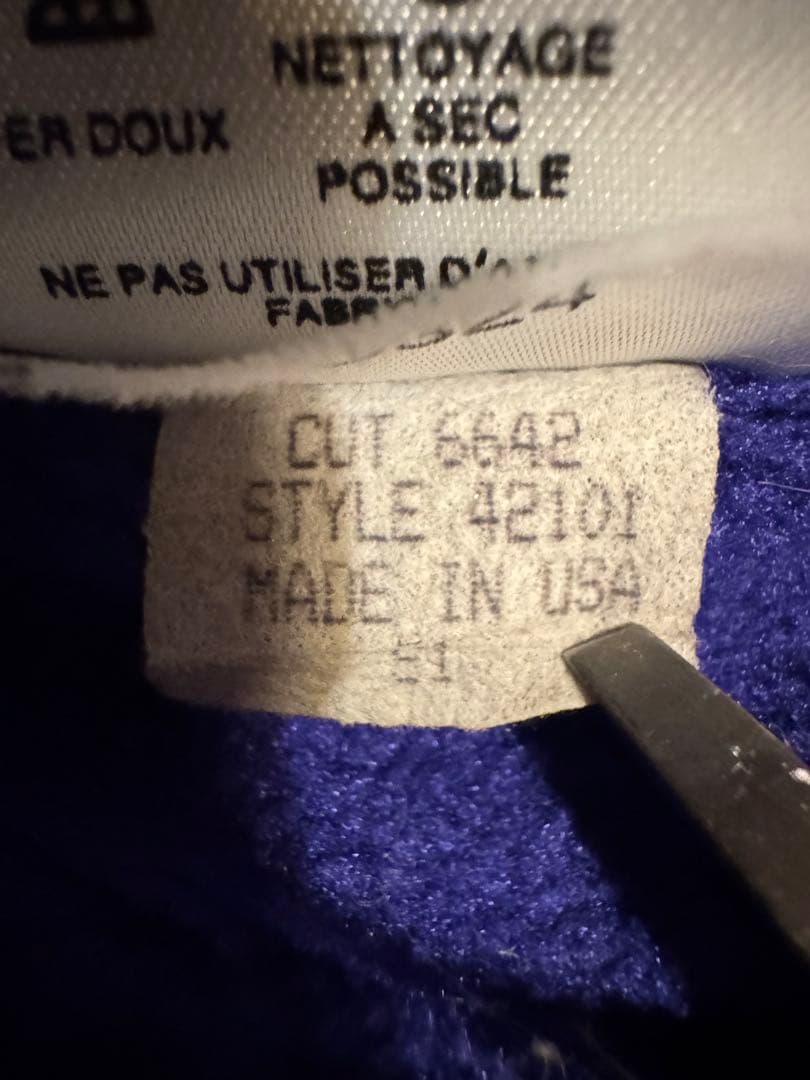 NETTOYAGE
ER DOUX
A SEC
POSSIBLE
NE PAS UTILISER
CUT 6642
STYLE 42101
MADE IN USA